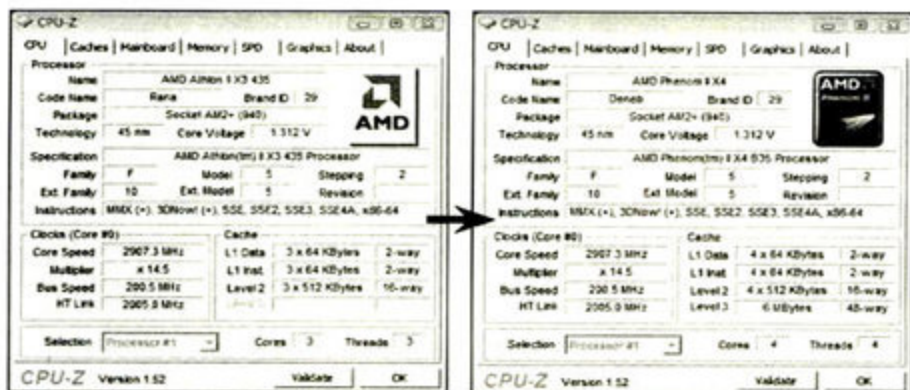 CPU-Z
CPU Caches Mainboard Memory SPD Graphics About
Processor
Name AMD Athlon II X3 435
Code Name Rana Brand ID 29
Package Socket AM2+ (940)
Technology 45 nm Core Voltage 1.312 V
AMD
Specification AMD Athlon(tm) II X3 435 Processor
Family F Model 5 Stepping 2
Ext. Family 10 Ext. Model 5 Revision
Instructions MMX (+), 3DNow! (+), SSE, SSE2, SSE3, SSE4A, x86-64
Clocks (Core #0)
Core Speed 2907.3 MHz
Multiplier x 14.5
Bus Speed 200.5 MHz
HT Link 2005.0 MHz
Cache
L1 Data 3 x 64 KBytes 2-way
L1 Inst. 3 x 64 KBytes 2-way
Level 2 3 x 512 KBytes 16-way
Level 3
Selection Processor #1 Cores 3 Threads 3
CPU-Z Version 1.52 Validate OK
CPU-Z
CPU Caches Mainboard Memory SPD Graphics About
Processor
Name AMD Phenom II X4
Code Name Deneb Brand ID 29
Package Socket AM2+ (940)
Technology 45 nm Core Voltage 1.312 V
AMD
Phenom II
Specification AMD Phenom(tm) II X4 B35 Processor
Family F Model 5 Stepping 2
Ext. Family 10 Ext. Model 5 Revision
Instructions MMX (+), 3DNow! (+), SSE, SSE2, SSE3, SSE4A, x86-64
Clocks (Core #0)
Core Speed 2907.3 MHz
Multiplier x 14.5
Bus Speed 200.5 MHz
HT Link 2005.0 MHz
Cache
L1 Data 4 x 64 KBytes 2-way
L1 Inst. 4 x 64 KBytes 2-way
Level 2 4 x 512 KBytes 16-way
Level 3 6 MBytes 48-way
Selection Processor #1 Cores 4 Threads 4
CPU-Z Version 1.52 Validate OK